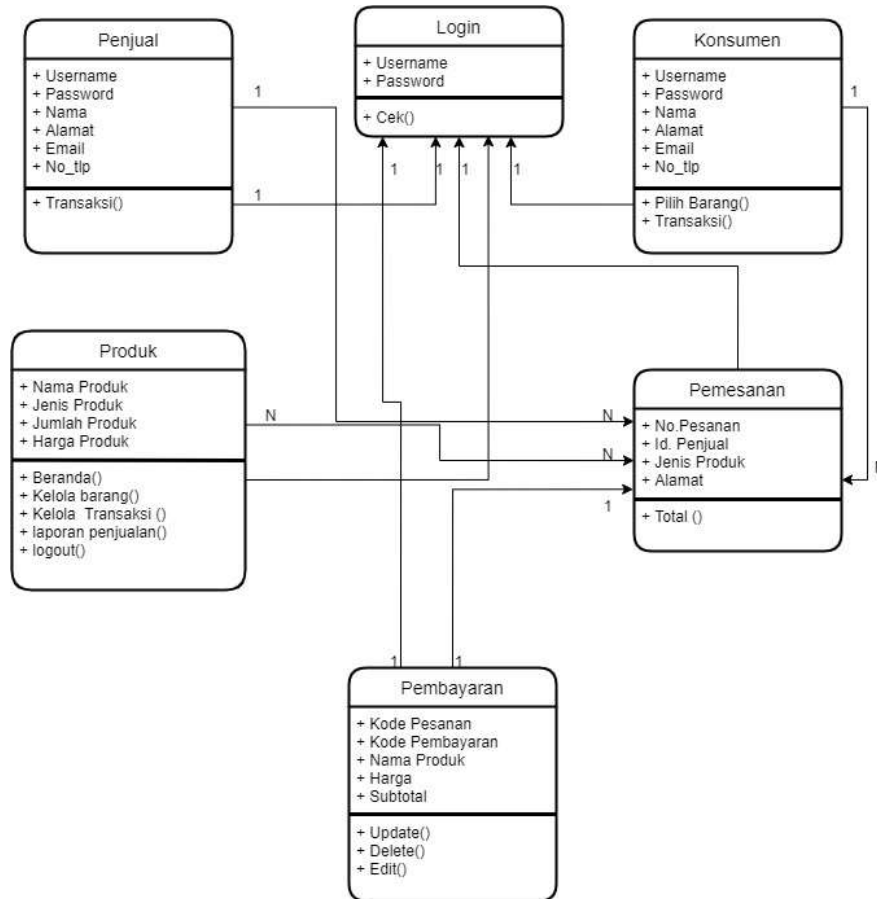 Penjual
+ Username
+ Password
+ Nama
+ Alamat
+ Email
+ No_tlp
+ Transaksi()
1
1
Login
+ Username
+ Password
+ Cek()
1
1
1
1
Konsumen
+ Username
+ Password
+ Nama
+ Alamat
+ Email
+ No_tlp
+ Pilih Barang()
+ Transaksi()
1
Produk
+ Nama Produk
+ Jenis Produk
+ Jumlah Produk
+ Harga Produk
+ Beranda()
+ Kelola barang()
+ Kelola Transaksi ()
+ laporan penjualan()
+ logout()
N
N
N
1
Pemesanan
+ No.Pesanan
+ Id. Penjual
+ Jenis Produk
+ Alamat
+ Total ()
1
1
Pembayaran
+ Kode Pesanan
+ Kode Pembayaran
+ Nama Produk
+ Harga
+ Subtotal
+ Update()
+ Delete()
+ Edit()